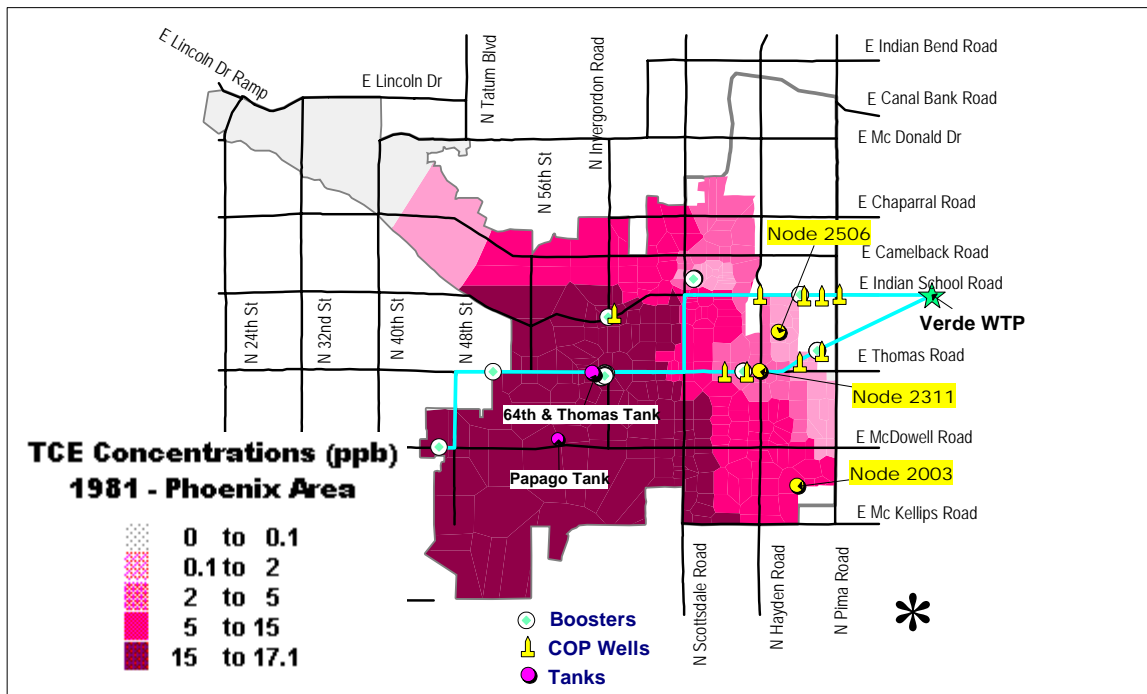 E Lincoln Dr Ramp
E Lincoln Dr
N Tatum Blvd
N Invergordon Road
E Indian Bend Road
E Canal Bank Road
E Mc Donald Dr
N 56th St
E Chaparral Road
Node 2506
E Camelback Road
E Indian School Road
Verde WTP
N 24th St
N 32nd St
N 40th St
N 48th St
E Thomas Road
64th & Thomas Tank
Node 2311
E McDowell Road
Papago Tank
Node 2003
E Mc Kellips Road
TCE Concentrations (ppb)
1981 - Phoenix Area
0 to 0.1
0.1 to 2
2 to 5
5 to 15
15 to 17.1
Boosters
COP Wells
Tanks
N Scottsdale Road
N Hayden Road
N Pima Road
*